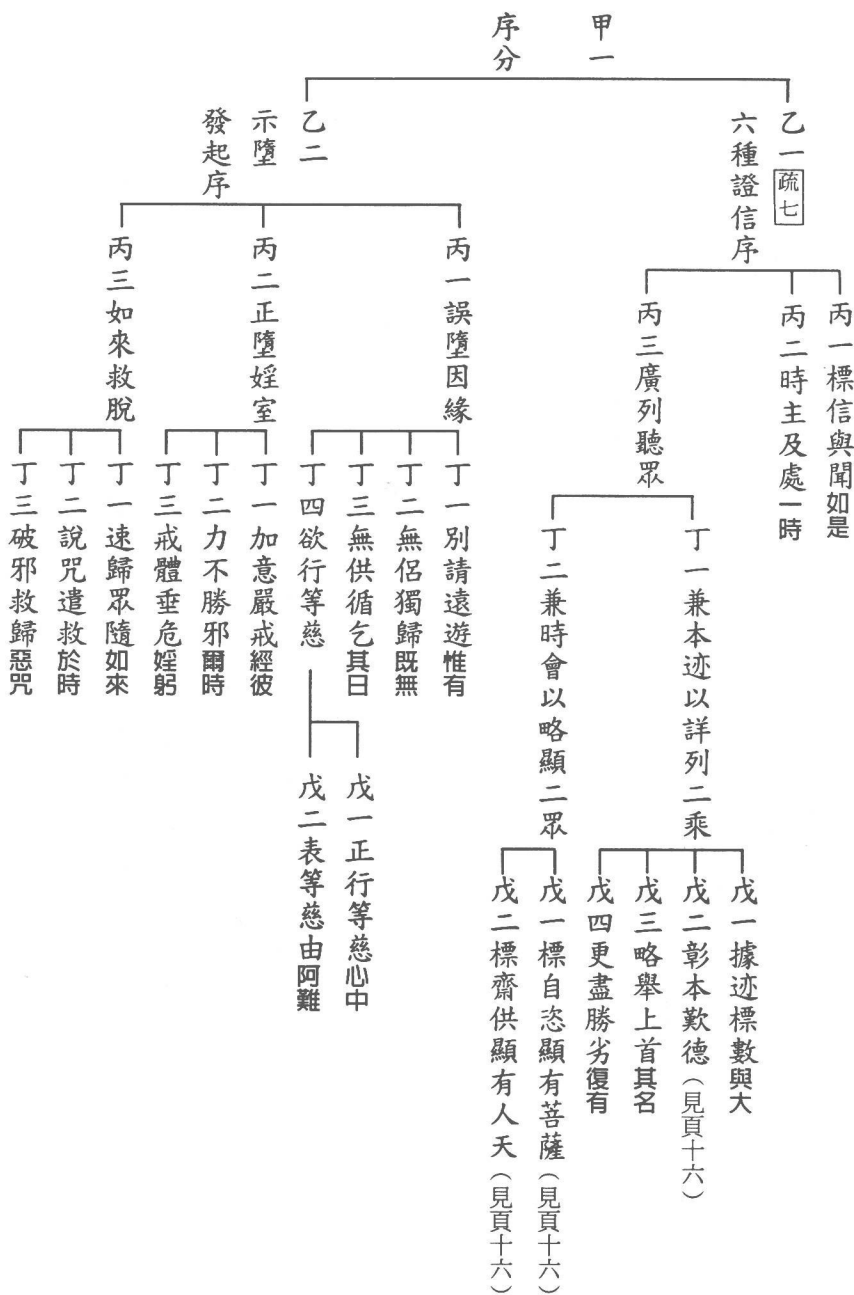 甲一
序分
乙一 疏七
六種證信序
丙一標信與聞如是
丙二時主及處一時
丙三廣列聽眾
丁一兼本迹以詳列二乘
戊一據迹標數與大
戊二彰本歎德（見頁十六）
戊三略舉上首其名
戊四更盡勝劣復有
丁二兼時會以略顯二眾
戊一標自恣顯有菩薩（見頁十六）
戊二標齋供顯有人天（見頁十六）
乙二
示墮
發起序
丙一誤墮因緣
丁一別請遠遊惟有
丁二無侶獨歸既無
丁三無供循乞其日
丁四欲行等慈
戊一正行等慈心中
戊二表等慈由阿難
丙二正墮婬室
丁一加意嚴戒經彼
丁二力不勝邪爾時
丁三戒體垂危婬躬
丙三如來救脫
丁一速歸眾隨如來
丁二說咒遣救於時
丁三破邪救歸惡咒